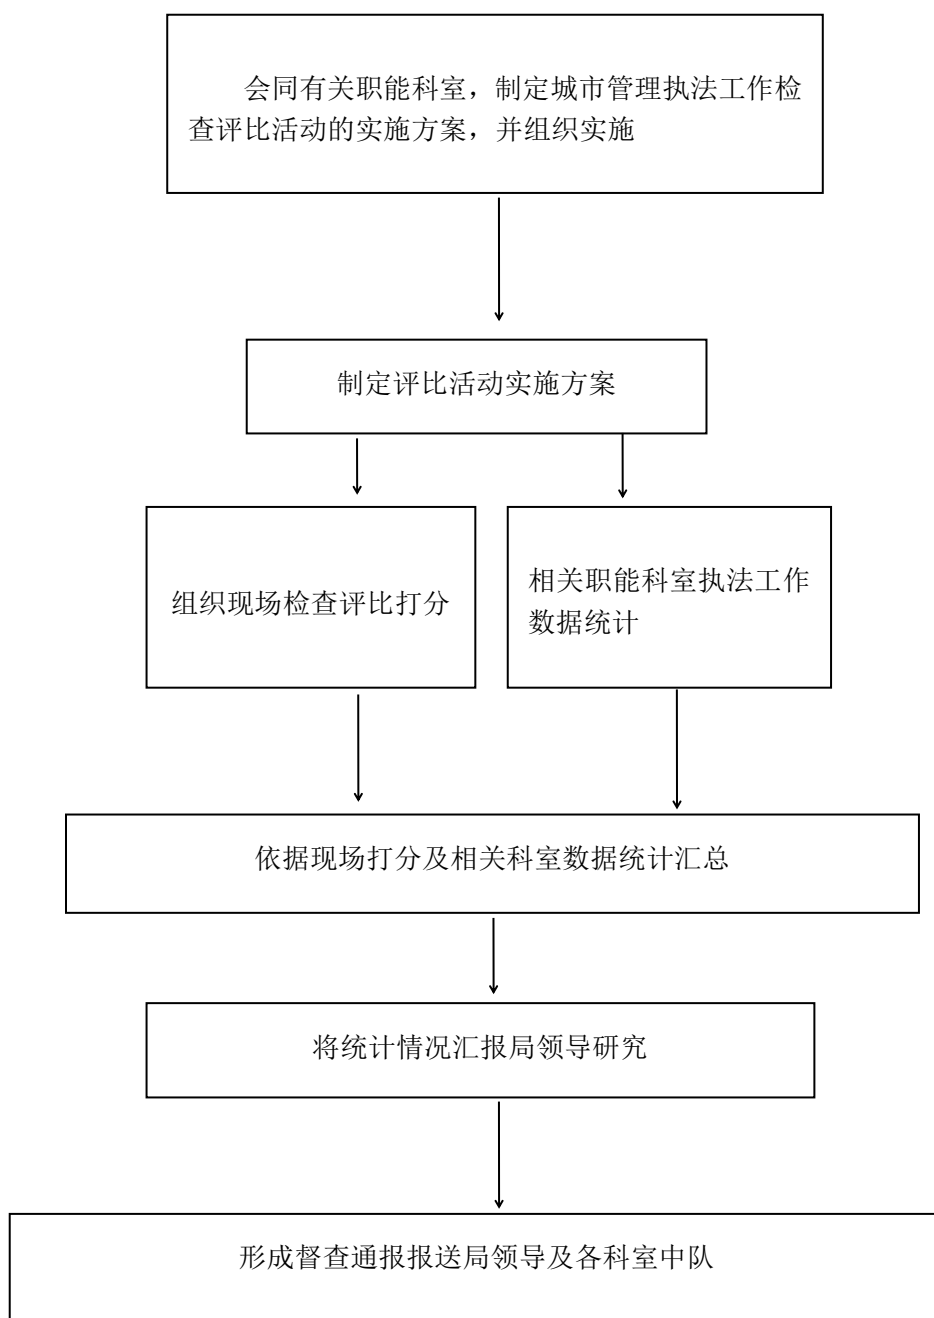 会同有关职能科室，制定城市管理执法工作检
查评比活动的实施方案，并组织实施
制定评比活动实施方案
组织现场检查评比打分
相关职能科室执法工作
数据统计
依据现场打分及相关科室数据统计汇总
将统计情况汇报局领导研究
形成督查通报报送局领导及各科室中队